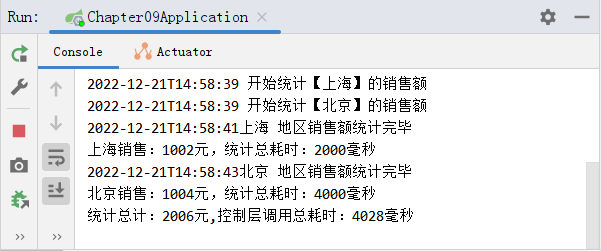 Run: Chapter09Application
Console Actuator
2022-12-21T14:58:39 开始统计【上海】的销售额
2022-12-21T14:58:39 开始统计【北京】的销售额
2022-12-21T14:58:41上海 地区销售额统计完毕
上海销售：1002元，统计总耗时：2000毫秒
2022-12-21T14:58:43北京 地区销售额统计完毕
北京销售：1004元，统计总耗时：4000毫秒
统计总计：2006元,控制层调用总耗时：4028毫秒